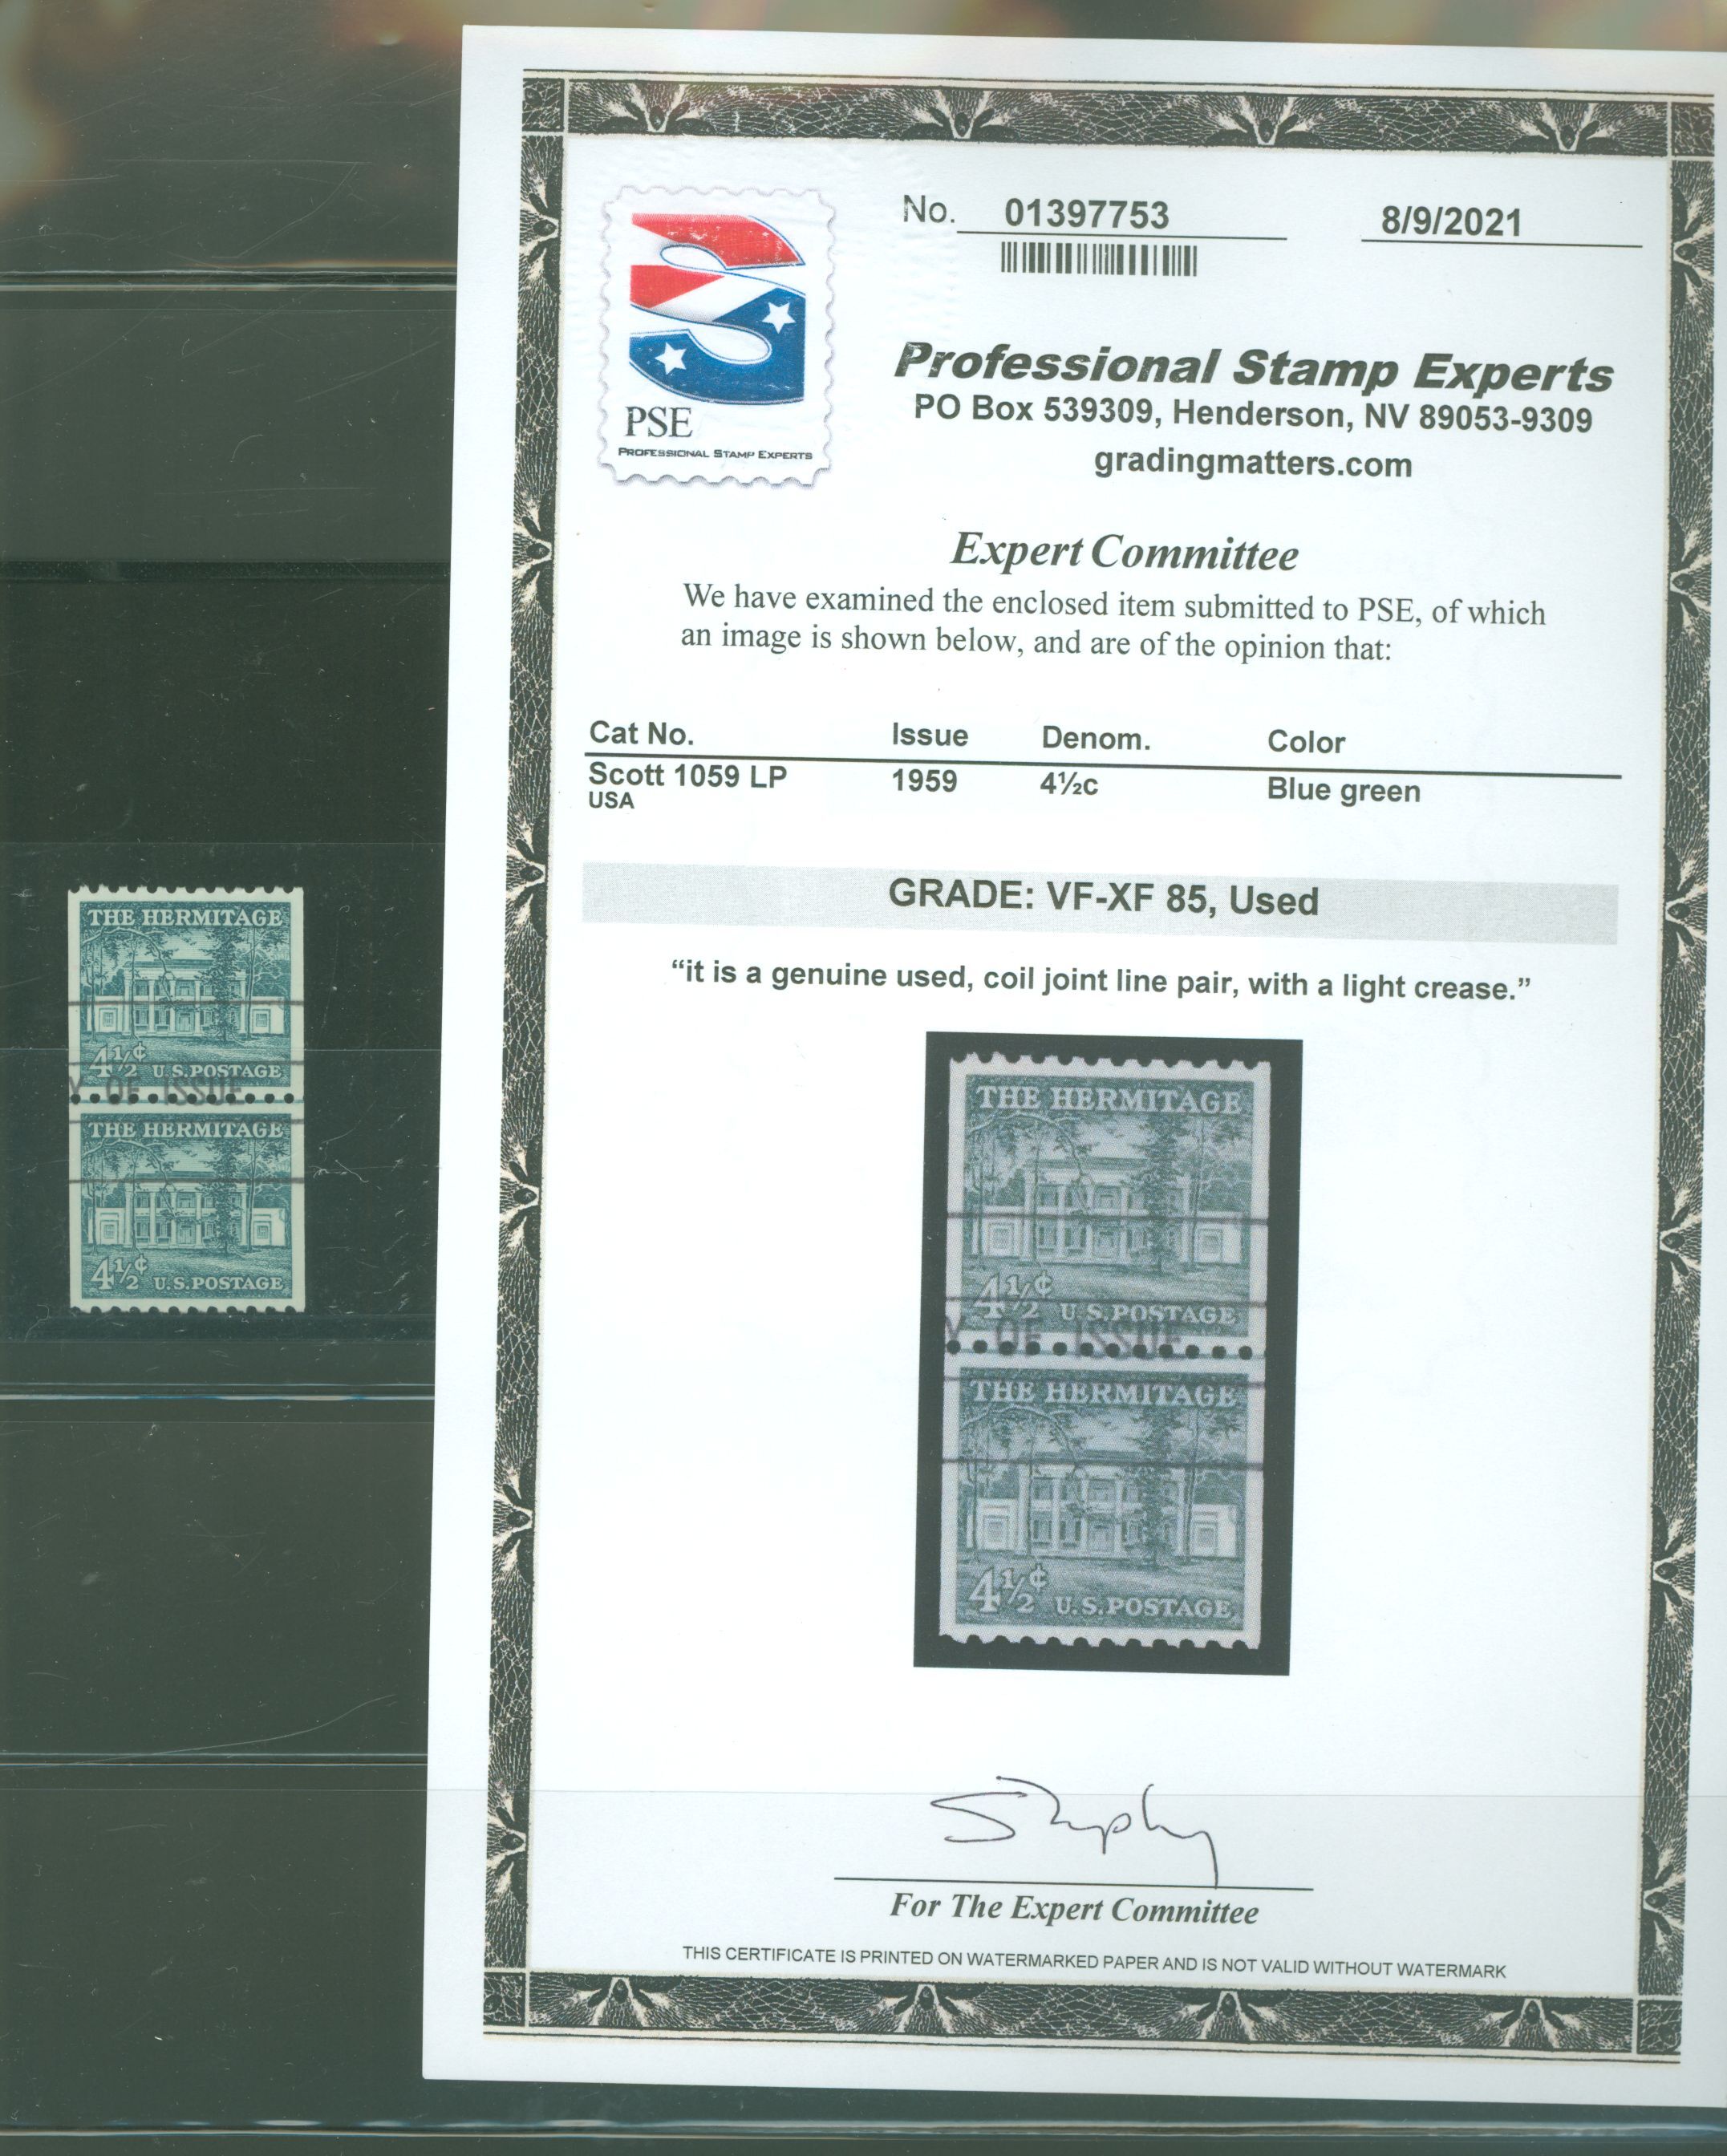 No. 01397753 8/9/2021
PSE
PROFESSIONAL STAMP EXPERTS
Professional Stamp Experts
PO Box 539309, Henderson, NV 89053-9309
gradingmatters.com
Expert Committee
We have examined the enclosed item submitted to PSE, of which
an image is shown below, and are of the opinion that:
Cat No. Issue Denom. Color
Scott 1059 LP 1959 4½c Blue green
USA
GRADE: VF-XF 85, Used
“it is a genuine used, coil joint line pair, with a light crease.”
THE HERMITAGE
4½¢ U.S.POSTAGE
Y OF ISSUE
THE HERMITAGE
4½¢ U.S.POSTAGE
THE HERMITAGE
4½¢ U.S.POSTAGE
Y OF ISSUE
THE HERMITAGE
4½¢ U.S.POSTAGE
For The Expert Committee
THIS CERTIFICATE IS PRINTED ON WATERMARKED PAPER AND IS NOT VALID WITHOUT WATERMARK